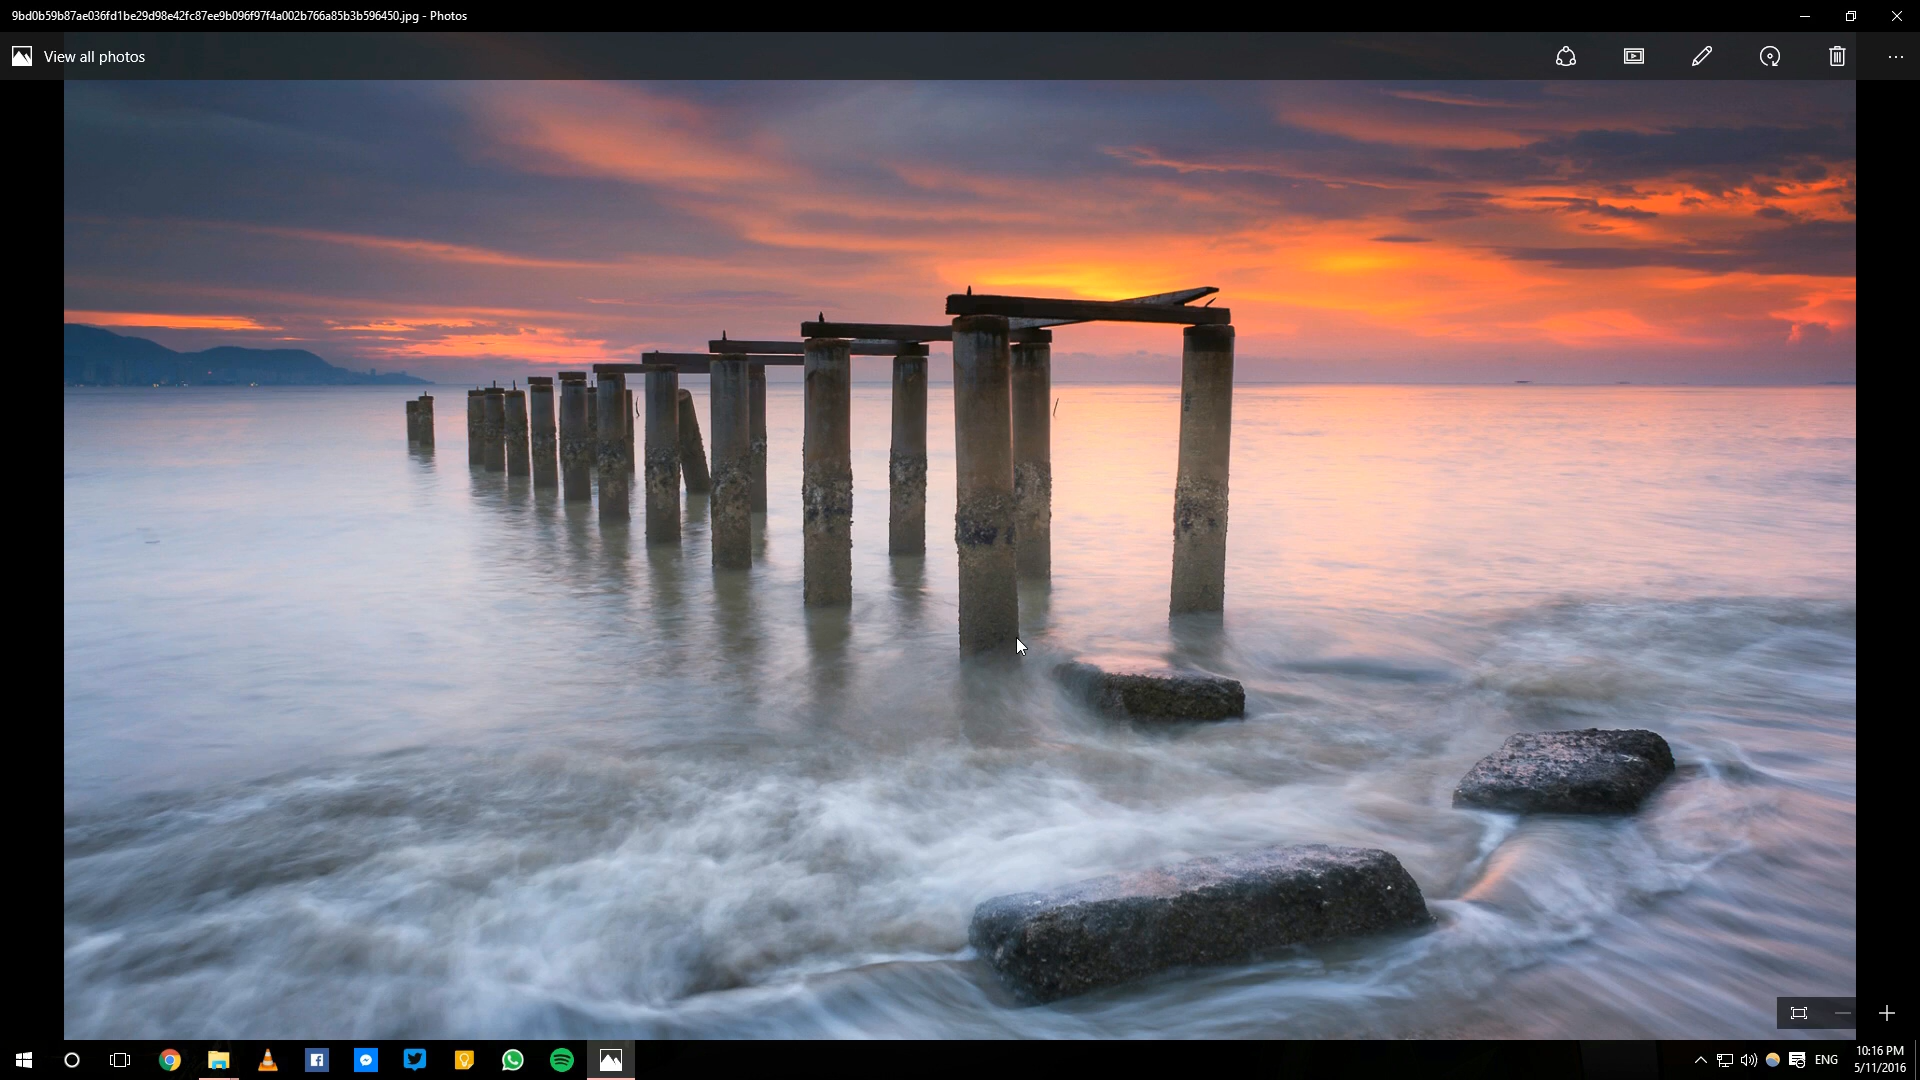 9bd0b59b87ae036fd1be29d98e42fc87ee9b096f97f4a002b766a85b3b596450.jpg - Photos
View all photos
ENG
10:16 PM
5/11/2016